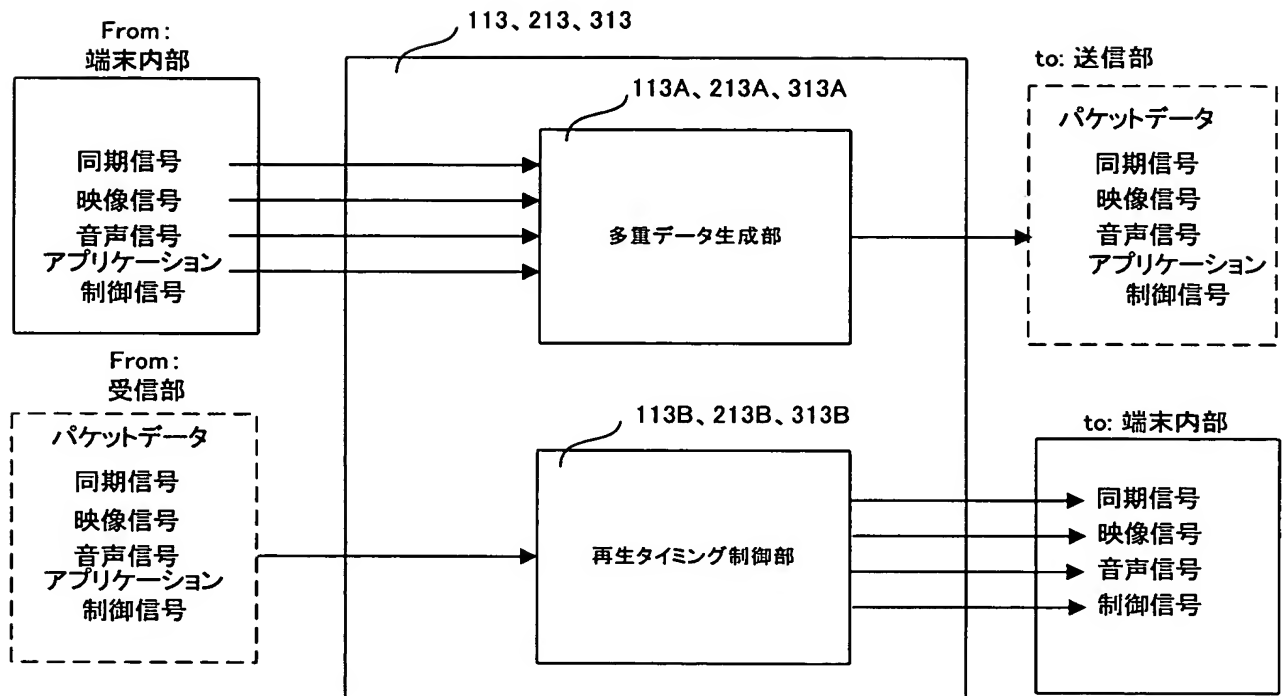 From:
端末内部
113、213、313
to: 送信部
同期信号
映像信号
音声信号
アプリケーション
制御信号
113A、213A、313A
多重データ生成部
パケットデータ
同期信号
映像信号
音声信号
アプリケーション
制御信号
From:
受信部
パケットデータ
同期信号
映像信号
音声信号
アプリケーション
制御信号
113B、213B、313B
再生タイミング制御部
to: 端末内部
同期信号
映像信号
音声信号
制御信号